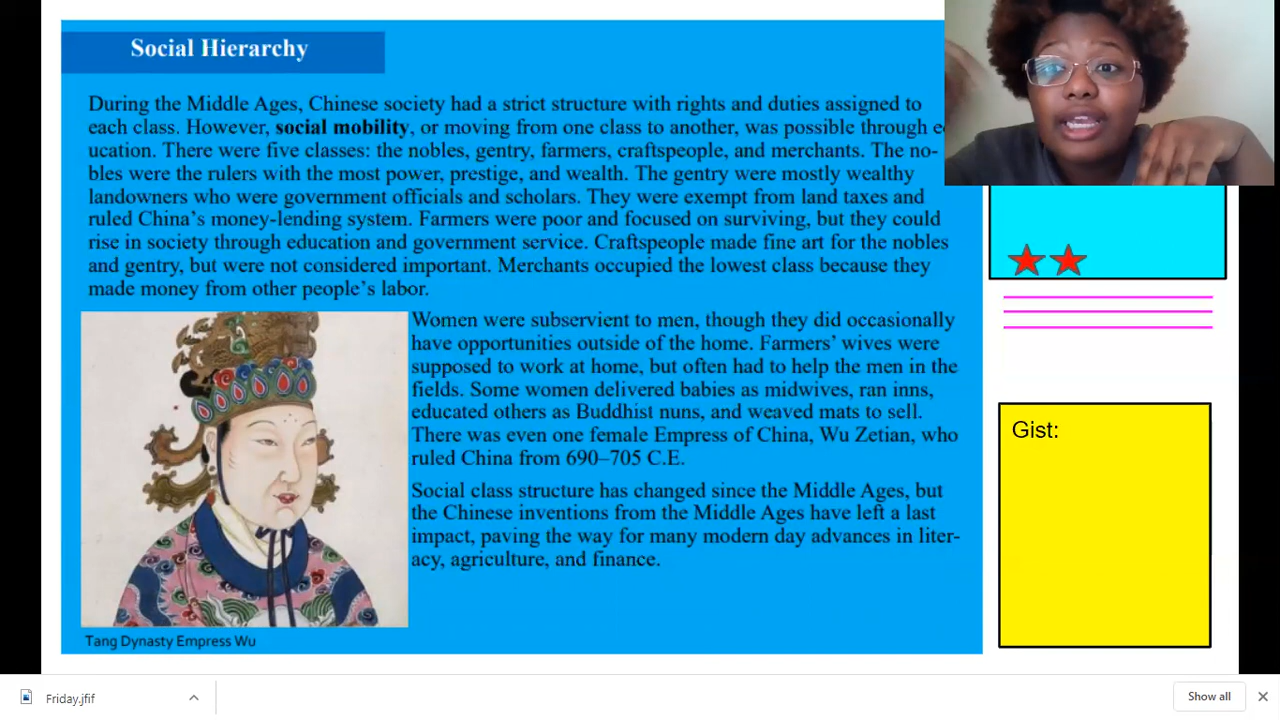 Social Hierarchy
During the Middle Ages, Chinese society had a strict structure with rights and duties assigned to
each class. However, social mobility, or moving from one class to another, was possible through
ucation. There were five classes: the nobles, gentry, farmers, craftspeople, and merchants. The no-
bles were the rulers with the most power, prestige, and wealth. The gentry were mostly wealthy
landowners who were government officials and scholars. They were exempt from land taxes and
ruled China's money-lending system. Farmers were poor and focused on surviving, but they could
rise in society through education and government service. Craftspeople made fine art for the nobles
and gentry, but were not considered important. Merchants occupied the lowest class because they
made money from other people's labor.
Women were subservient to men, though they did occasionally
have opportunities outside of the home. Farmers' wives were
supposed to work at home, but often had to help the men in the
fields. Some women delivered babies as midwives, ran inns,
educated others as Buddhist nuns, and weaved mats to sell.
There was even one female Empress of China, Wu Zetian, who
ruled China from 690–705 C.E.
Social class structure has changed since the Middle Ages, but
the Chinese inventions from the Middle Ages have left a last
impact, paving the way for many modern day advances in liter-
acy, agriculture, and finance.
Tang Dynasty Empress Wu
Gist:
Friday.jfif
Show all